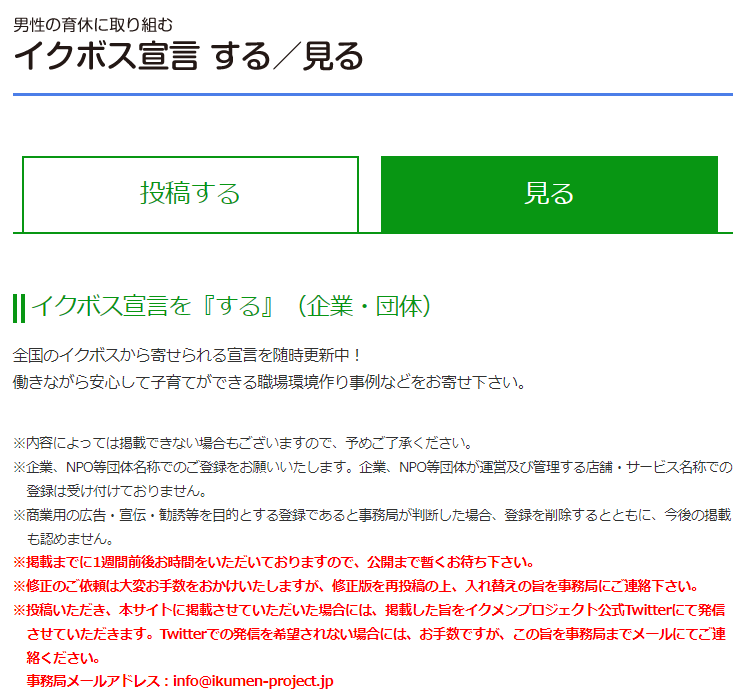 男性の育休に取り組む
イクボス宣言 する／見る
投稿する
見る
イクボス宣言を『する』（企業・団体）
全国のイクボスから寄せられる宣言を随時更新中！
働きながら安心して子育てができる職場環境作り事例などをお寄せ下さい。
※内容によっては掲載できない場合もございますので、予めご了承ください。
※企業、NPO等団体名称でのご登録をお願いいたします。企業、NPO等団体が運営及び管理する店舗・サービス名称での
登録は受け付けておりません。
※商業用の広告・宣伝・勧誘等を目的とする登録であると事務局が判断した場合、登録を削除するとともに、今後の掲載
も認めません。
※掲載までに1週間前後お時間をいただいておりますので、公開まで暫くお待ち下さい。
※修正のご依頼は大変お手数をおかけいたしますが、修正版を再投稿の上、入れ替えの旨を事務局にご連絡下さい。
※投稿いただき、本サイトに掲載させていただいた場合には、掲載した旨をイクメンプロジェクト公式Twitterにて発信
させていただきます。Twitterでの発信を希望されない場合には、お手数ですが、この旨を事務局までメールにてご連
絡ください。
事務局メールアドレス：info@ikumen-project.jp